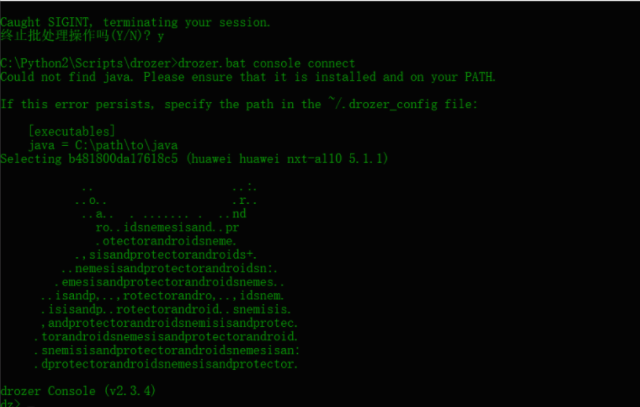 Caught SIGINT, terminating your session.
终止批处理操作吗(Y/N)? y
C:\Python2\Scripts\drozer>drozer.bat console connect
Could not find java. Please ensure that it is installed and on your PATH.
If this error persists, specify the path in the ~/.drozer_config file:
[executables]
java = C:\path\to\java
Selecting b481800da17618c5 (huawei huawei nxt-al10 5.1.1)
.. ..:.
..o.. .r..
..a.. . ....... . ..nd
ro..idsnemesisand..pr
.otectorandroidsneme.
.,sisandprotectorandroids+.
..nemesisandprotectorandroidsn:.
.emesisandprotectorandroidsnemes..
..isandp,..,rotectorandro,..,idsnem.
.isisandp..rotectorandroid..snemisis.
,andprotectorandroidsnemisisandprotec.
.torandroidsnemesisandprotectorandroid.
.snemisisandprotectorandroidsnemesisan:
.dprotectorandroidsnemesisandprotector.
drozer Console (v2.3.4)
dz>